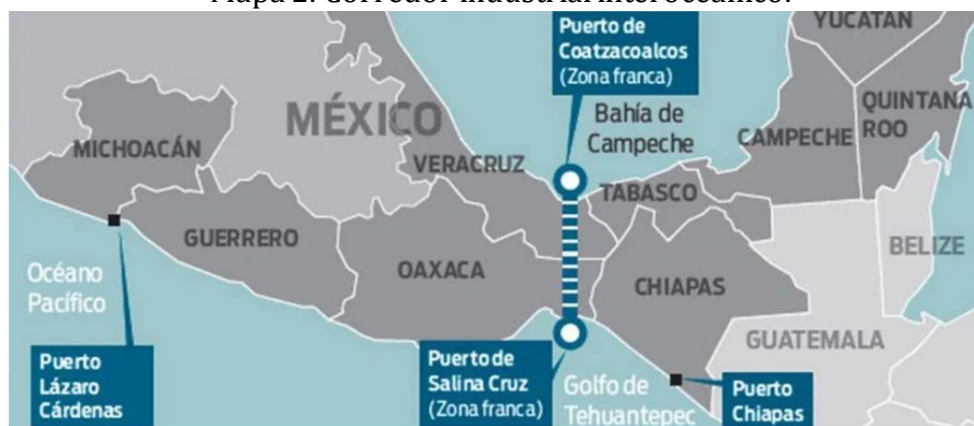 Mapa 2. Corredor industrial interoceánico.
Puerto de
Coatzacoalcos
(Zona franca)
YUCATÁN
MÉXICO
Bahía de
Campeche
CAMPECHE
QUINTANA
ROO
MICHOACÁN
VERACRUZ
TABASCO
GUERRERO
OAXACA
CHIAPAS
BELIZE
Océano
Pacífico
GUATEMALA
Puerto
Lázaro
Cárdenas
Puerto de
Salina Cruz
(Zona franca)
Golfo de
Tehuantepec
Puerto
Chiapas